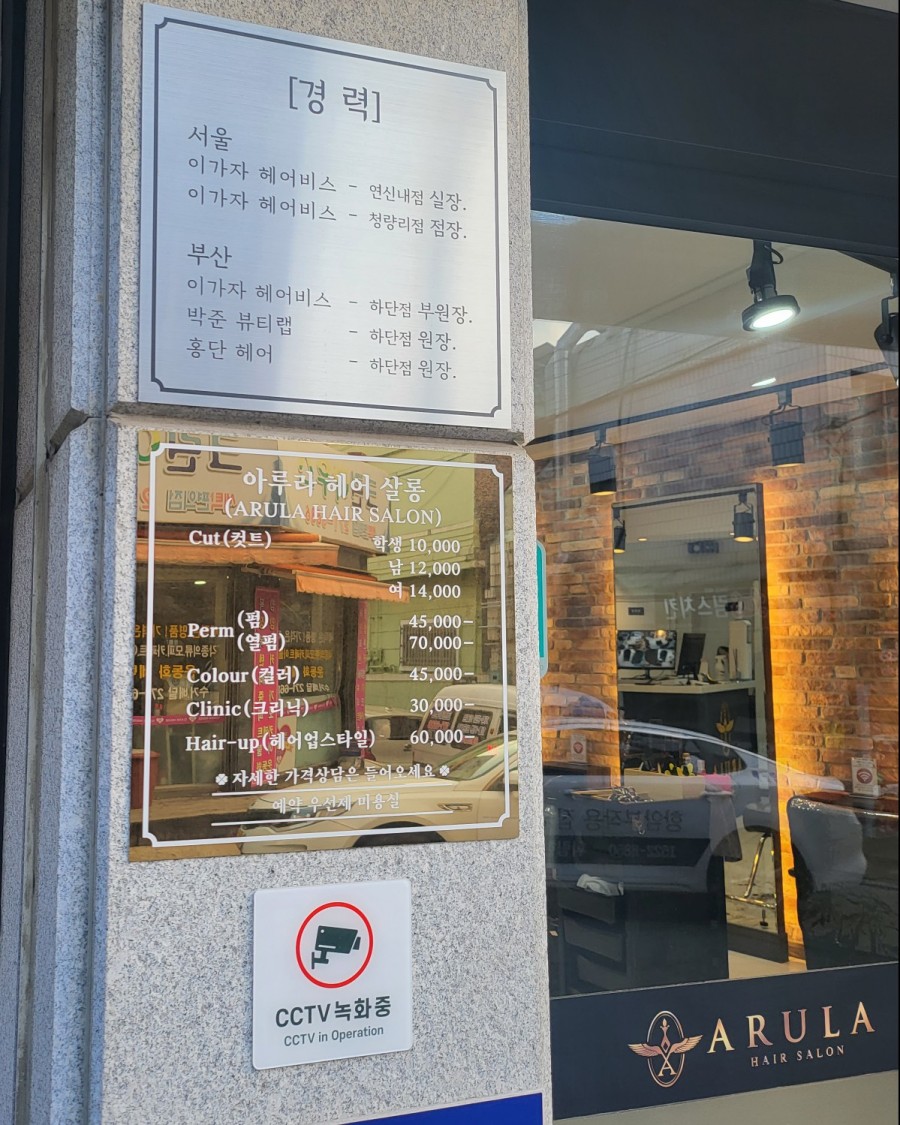 [경 력]
서울
이가자 헤어비스 - 연신내점 실장.
이가자 헤어비스 - 청량리점 점장.
부산
이가자 헤어비스 - 하단점 부원장.
박준 뷰티랩 - 하단점 원장.
홍단 헤어 - 하단점 원장.
아루라 헤어 살롱
(ARULA HAIR SALON)
Cut(컷트) 학생 10,000
남 12,000
여 14,000
Perm (펌) 45,000~
(열펌) 70,000~
Colour(컬러) 45,000~
Clinic(크리닉) 30,000~
Hair-up(헤어업스타일) 60,000~
자세한 가격상담은 들어오세요
예약 우선제 미용실
CCTV 녹화중
CCTV in Operation
A
ARULA
HAIR SALON